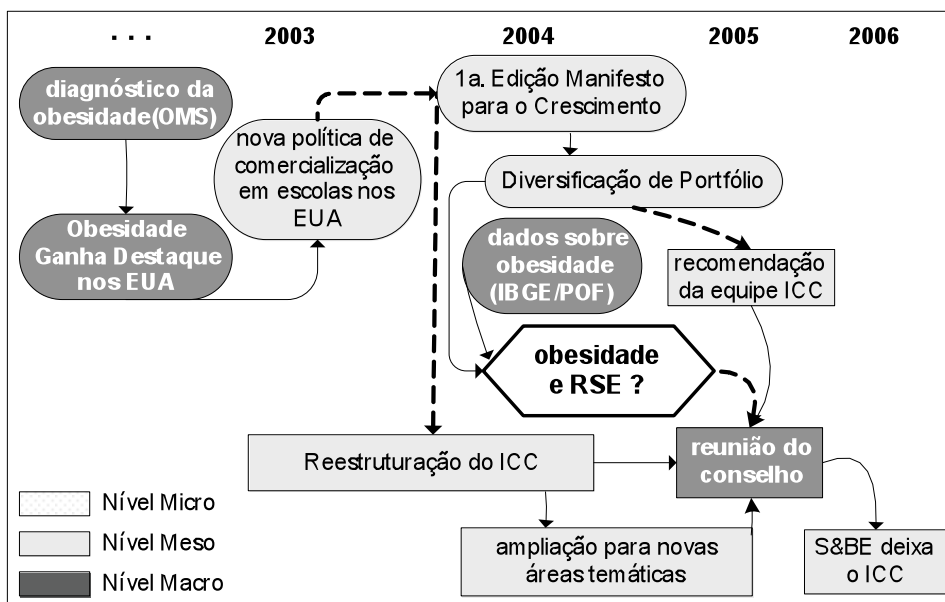 . . .
2003
2004
2005
2006
diagnóstico da
obesidade(OMS)
1a. Edição Manifesto
para o Crescimento
nova política de
comercialização
em escolas nos
EUA
Diversificação de Portfólio
Obesidade
Ganha Destaque
nos EUA
dados sobre
obesidade
(IBGE/POF)
recomendação
da equipe ICC
obesidade
e RSE ?
Reestruturação do ICC
reunião do
conselho
Nível Micro
Nível Meso
Nível Macro
ampliação para novas
áreas temáticas
S&BE deixa
o ICC